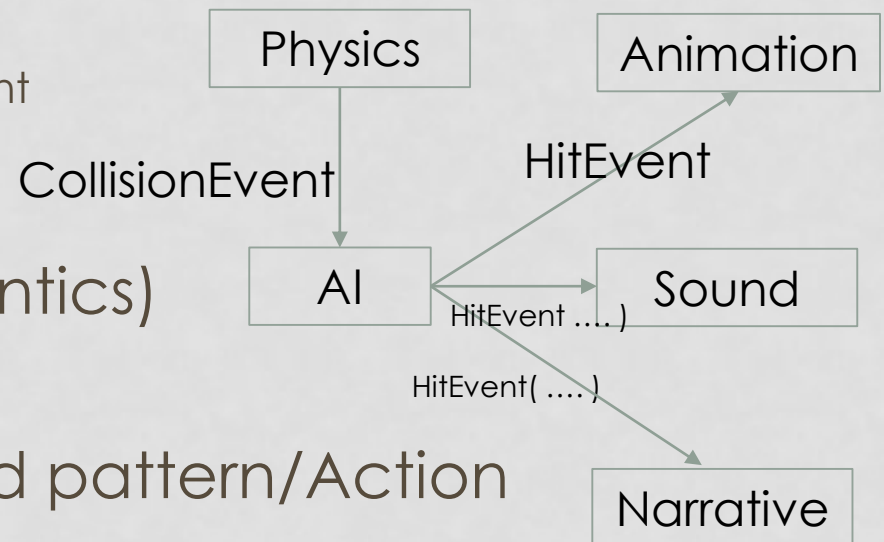 Physics
Animation
nt
HitEvent
CollisionEvent
ntics)
AI
Sound
HitEvent .... )
HitEvent( .... )
d pattern/Action
Narrative